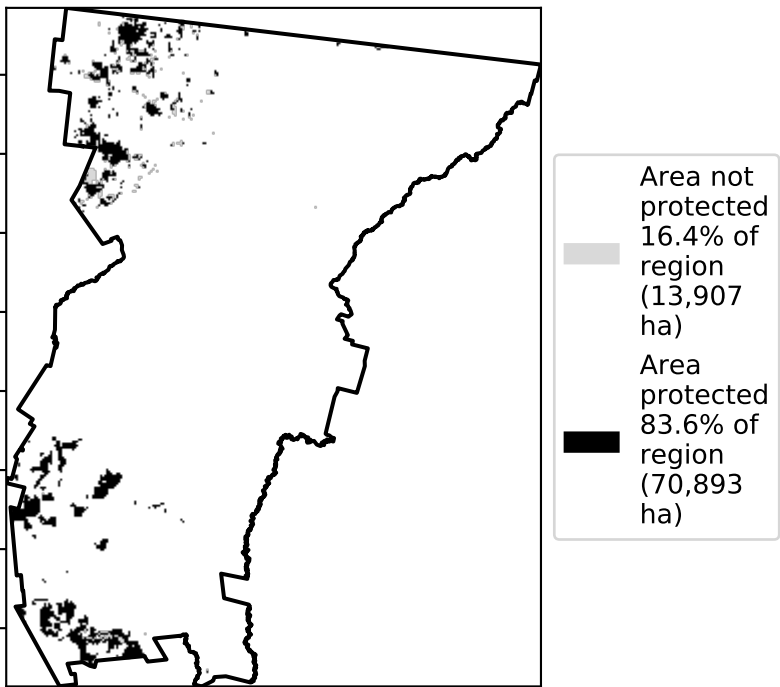 Area not
protected
16.4% of
region
(13,907
ha)
Area
protected
83.6% of
region
(70,893
ha)